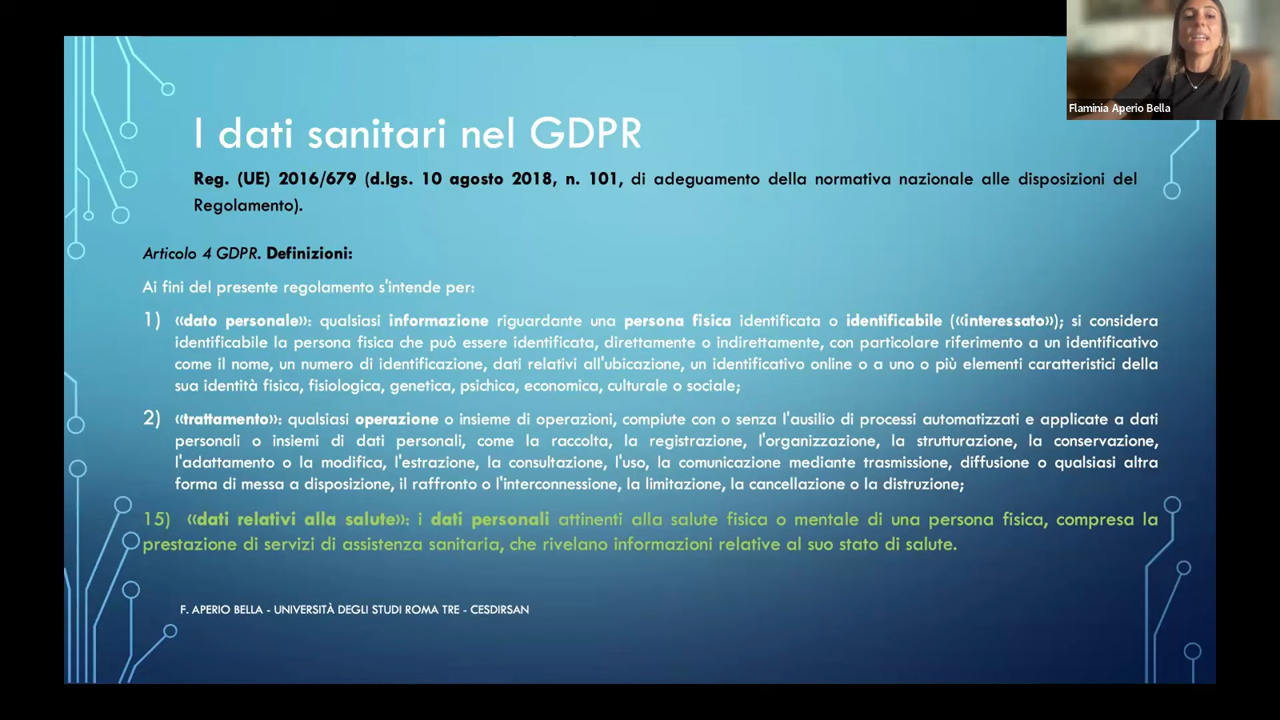 Flaminia Aperio Bella
I dati sanitari nel GDPR
Reg. (UE) 2016/679 (d.lgs. 10 agosto 2018, n. 101, di adeguamento della normativa nazionale alle disposizioni del
Regolamento).
Articolo 4 GDPR. Definizioni:
Ai fini del presente regolamento s'intende per:
1) «dato personale»: qualsiasi informazione riguardante una persona fisica identificata o identificabile («interessato»); si considera
identificabile la persona fisica che può essere identificata, direttamente o indirettamente, con particolare riferimento a un identificativo
come il nome, un numero di identificazione, dati relativi all'ubicazione, un identificativo online o a uno o più elementi caratteristici della
sua identità fisica, fisiologica, genetica, psichica, economica, culturale o sociale;
2) «trattamento»: qualsiasi operazione o insieme di operazioni, compiute con o senza l'ausilio di processi automatizzati e applicate a dati
personali o insiemi di dati personali, come la raccolta, la registrazione, l'organizzazione, la strutturazione, la conservazione,
l'adattamento o la modifica, l'estrazione, la consultazione, l'uso, la comunicazione mediante trasmissione, diffusione o qualsiasi altra
forma di messa a disposizione, il raffronto o l'interconnessione, la limitazione, la cancellazione o la distruzione;
15) «dati relativi alla salute»: i dati personali attinenti alla salute fisica o mentale di una persona fisica, compresa la
prestazione di servizi di assistenza sanitaria, che rivelano informazioni relative al suo stato di salute.
F. APERIO BELLA - UNIVERSITÀ DEGLI STUDI ROMA TRE - CESDIRSAN